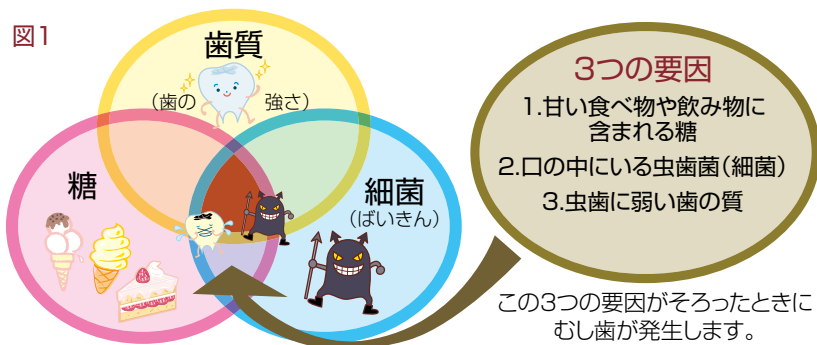 図1
歯質
（歯の 強さ）
糖
細菌
（ばいきん）
3つの要因
1.甘い食べ物や飲み物に
含まれる糖
2.口の中にいる虫歯菌（細菌）
3.虫歯に弱い歯の質
この3つの要因がそろったときに
むし歯が発生します。